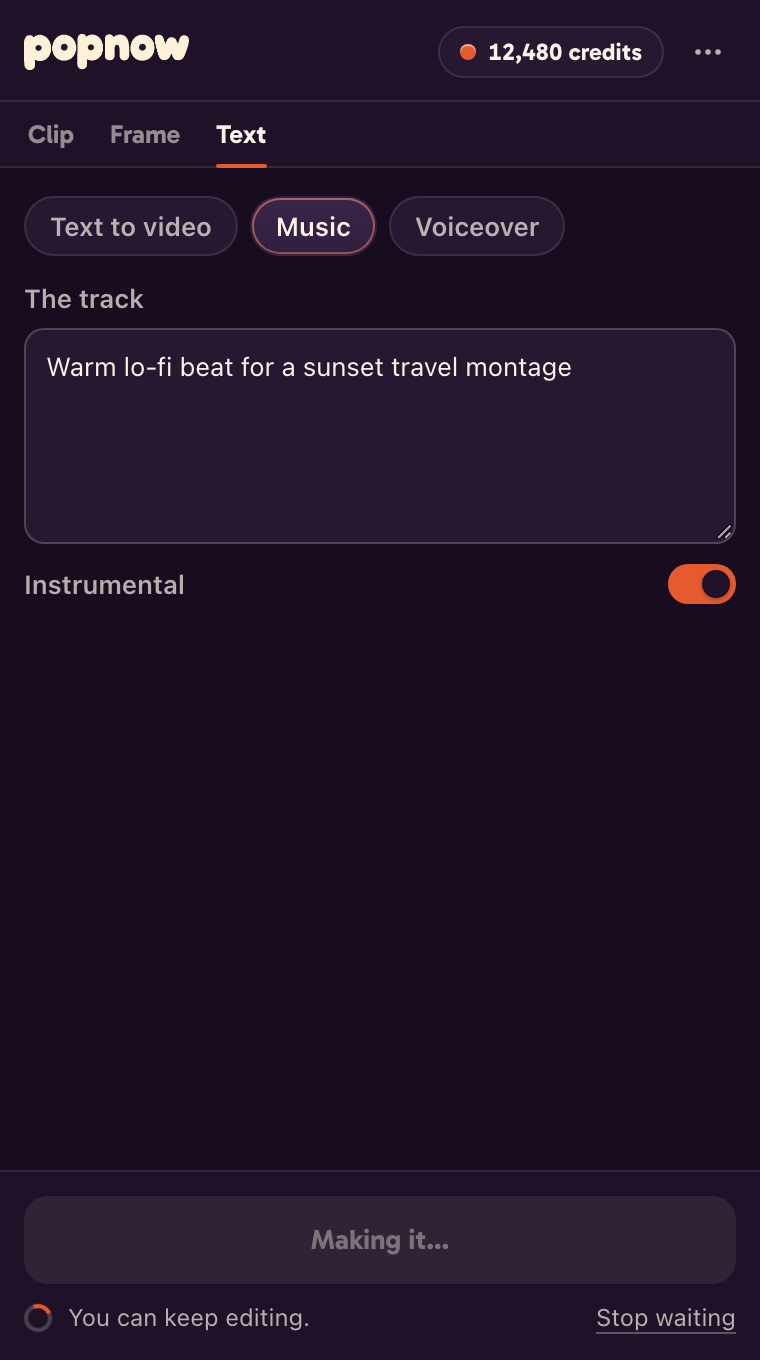 popnow
12,480 credits
Clip Frame Text
Text to video Music Voiceover
The track
Warm lo-fi beat for a sunset travel montage
Instrumental
Making it...
You can keep editing. Stop waiting